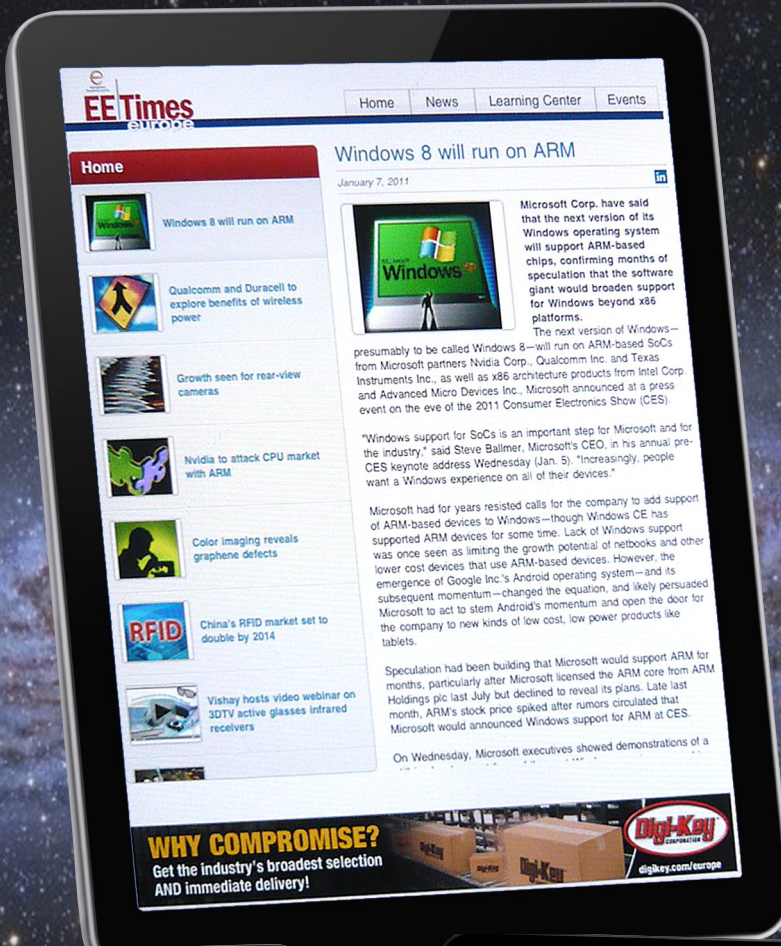 EE Times
europe
Home
News
Learning Center
Events
Home
Windows 8 will run on ARM
Qualcomm and Duracell to
explore benefits of wireless
power
Growth seen for rear-view
cameras
Nvidia to attack CPU market
with ARM
Color imaging reveals
graphene defects
RFID
China's RFID market set to
double by 2014
Vishay hosts video webinar on
3DTV active glasses infrared
receivers
Windows 8 will run on ARM
January 7, 2011
in
Windows xp
Microsoft Corp. have said
that the next version of its
Windows operating system
will support ARM-based
chips, confirming months of
speculation that the software
giant would broaden support
for Windows beyond x86
platforms.
The next version of Windows—
presumably to be called Windows 8—will run on ARM-based SoCs
from Microsoft partners Nvidia Corp., Qualcomm Inc. and Texas
Instruments Inc., as well as x86 architecture products from Intel Corp.
and Advanced Micro Devices Inc., Microsoft announced at a press
event on the eve of the 2011 Consumer Electronics Show (CES).
"Windows support for SoCs is an important step for Microsoft and for
the industry," said Steve Ballmer, Microsoft's CEO, in his annual pre-
CES keynote address Wednesday (Jan. 5). "Increasingly, people
want a Windows experience on all of their devices."
Microsoft had for years resisted calls for the company to add support
of ARM-based devices to Windows—though Windows CE has
supported ARM devices for some time. Lack of Windows support
was once seen as limiting the growth potential of netbooks and other
lower cost devices that use ARM-based devices. However, the
emergence of Google Inc.'s Android operating system—and its
subsequent momentum—changed the equation, and likely persuaded
Microsoft to act to stem Android's momentum and open the door for
the company to new kinds of low cost, low power products like
tablets.
Speculation had been building that Microsoft would support ARM for
months, particularly after Microsoft licensed the ARM core from ARM
Holdings plc last July but declined to reveal its plans. Late last
month, ARM's stock price spiked after rumors circulated that
Microsoft would announced Windows support for ARM at CES.
On Wednesday, Microsoft executives showed demonstrations of a
WHY COMPROMISE?
Get the industry's broadest selection
AND immediate delivery!
Digi-Key
Digi-Key
Digi-Key
Digi-Key
CORPORATION
digikey.com/europe